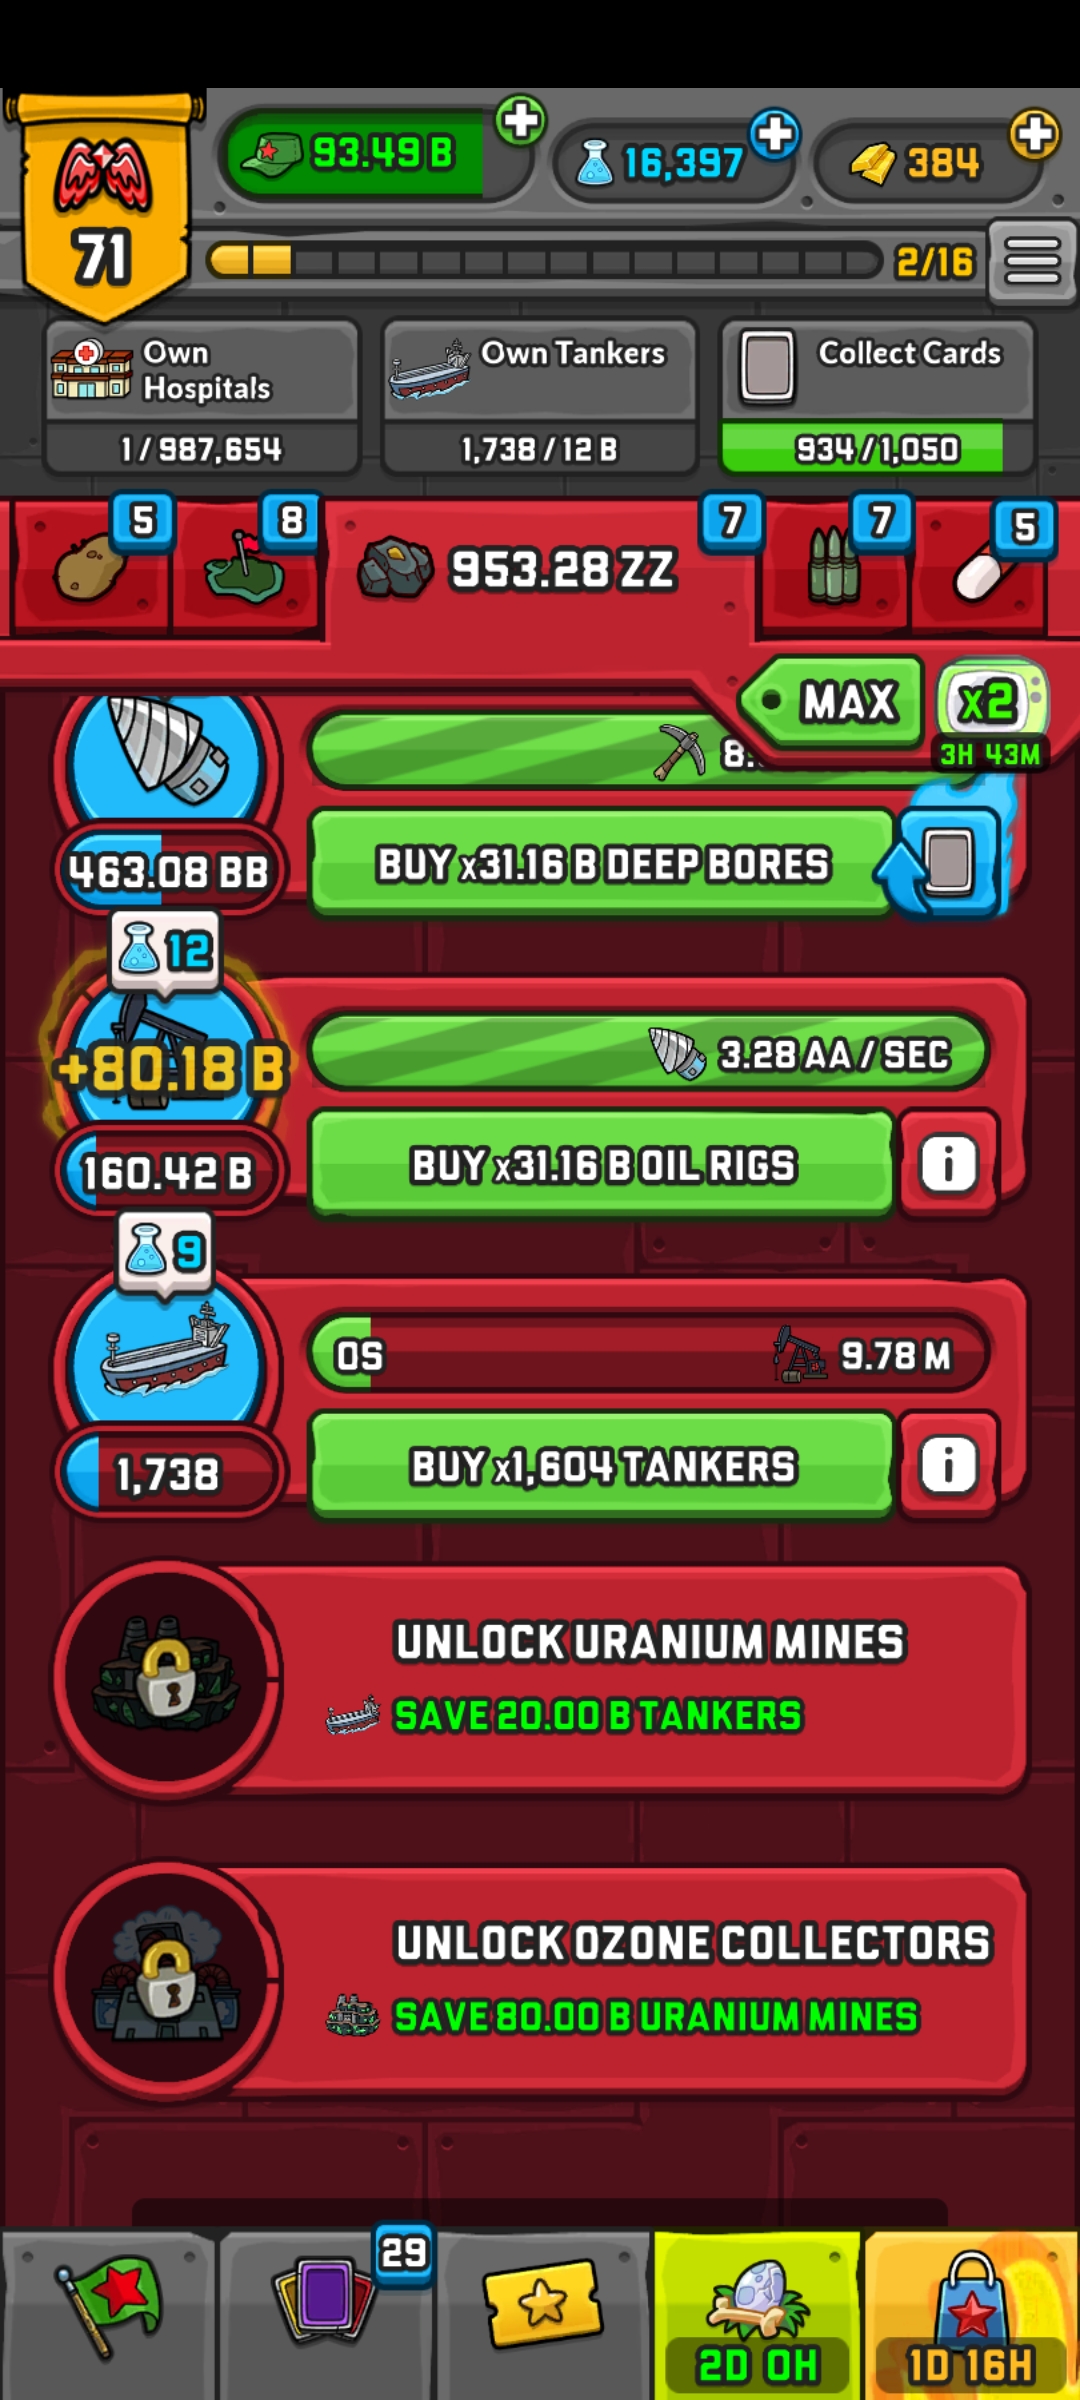 93.49 B
16,397
384
71
2/16
Own Hospitals
1/987,654
Own Tankers
1,738/12 B
Collect Cards
934/1,050
5
8
953.28 ZZ
7
7
5
MAX
x2
3H 43M
463.08 BB
BUY x31.16 B DEEP BORES
12
+80.18 B
3.28 AA / SEC
160.42 B
BUY x31.16 B OIL RIGS
i
9
0S
9.78 M
1,738
BUY x1,604 TANKERS
i
UNLOCK URANIUM MINES
SAVE 20.00 B TANKERS
UNLOCK OZONE COLLECTORS
SAVE 80.00 B URANIUM MINES
29
2D 0H
1D 16H